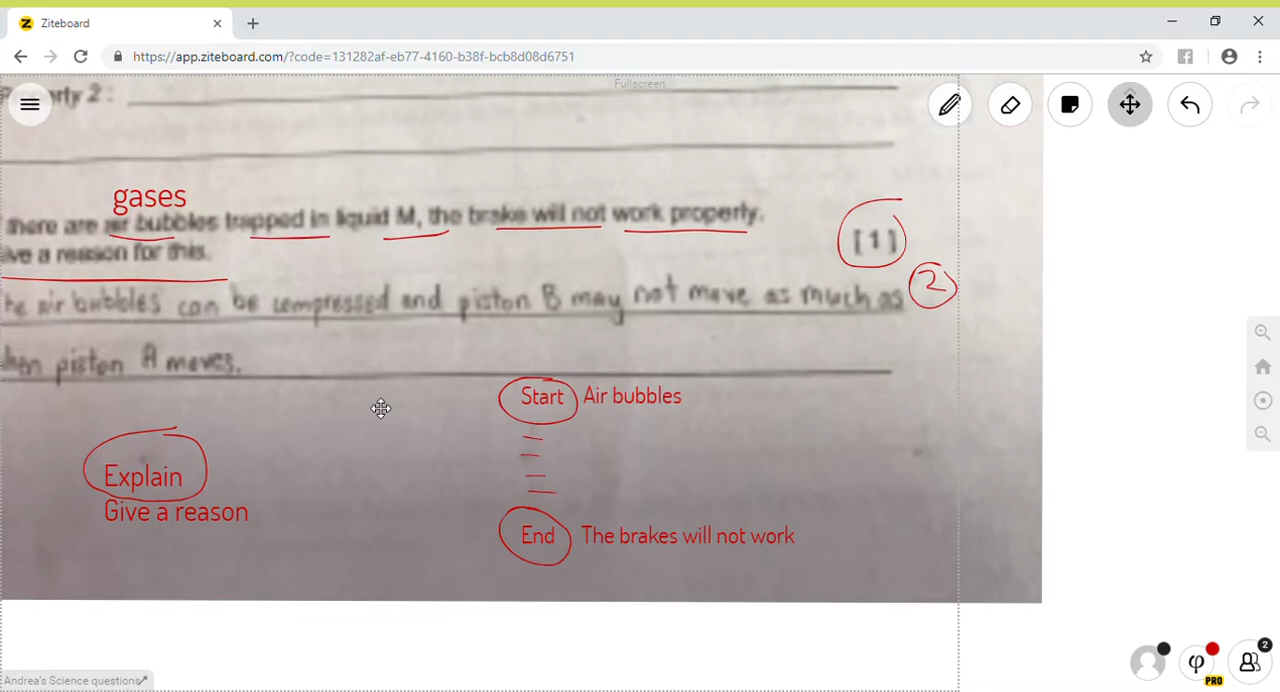 Ziteboard
https://app.ziteboard.com/?code=131282af-eb77-4160-b38f-bcb8d08d6751
Fullscreen
2 :
gases
there are air bubbles trapped in liquid M, the brake will not work properly.
[1]
ive a reason for this.
2
he air bubbles can be compressed and piston B may not move as much as
hen piston A moves.
Start Air bubbles
Explain
Give a reason
End The brakes will not work
2
φ
PRO
Andrea's Science questions